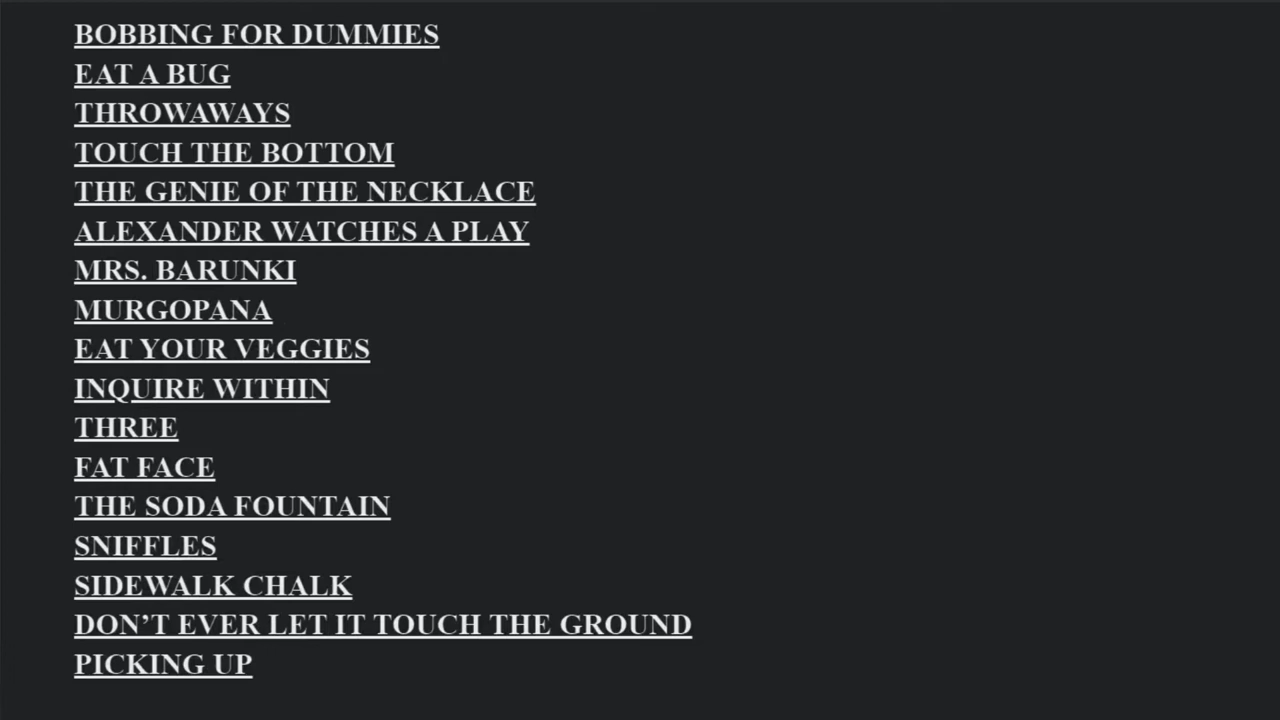 BOBBING FOR DUMMIES
EAT A BUG
THROWAWAYS
TOUCH THE BOTTOM
THE GENIE OF THE NECKLACE
ALEXANDER WATCHES A PLAY
MRS. BARUNKI
MURGOPANA
EAT YOUR VEGGIES
INQUIRE WITHIN
THREE
FAT FACE
THE SODA FOUNTAIN
SNIFFLES
SIDEWALK CHALK
DON’T EVER LET IT TOUCH THE GROUND
PICKING UP